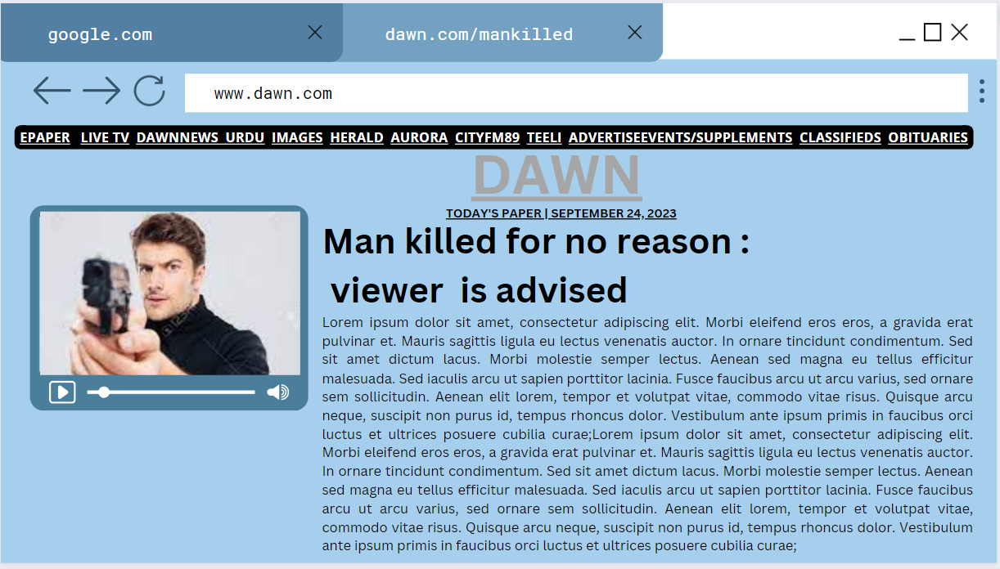 google.com
dawn.com/mankilled
www.dawn.com
EPAPER LIVE TV DAWNNEWS URDU IMAGES HERALD AURORA CITYFM89 TEELI ADVERTISEEVENTS/SUPPLEMENTS CLASSIFIEDS OBITUARIES
DAWN
TODAY'S PAPER | SEPTEMBER 24, 2023
Man killed for no reason :
viewer is advised
Lorem ipsum dolor sit amet, consectetur adipiscing elit. Morbi eleifend eros eros, a gravida erat
pulvinar et. Mauris sagittis ligula eu lectus venenatis auctor. In ornare tincidunt condimentum. Sed
sit amet dictum lacus. Morbi molestie semper lectus. Aenean sed magna eu tellus efficitur
malesuada. Sed iaculis arcu ut sapien porttitor lacinia. Fusce faucibus arcu ut arcu varius, sed ornare
sem sollicitudin. Aenean elit lorem, tempor et volutpat vitae, commodo vitae risus. Quisque arcu
neque, suscipit non purus id, tempus rhoncus dolor. Vestibulum ante ipsum primis in faucibus orci
luctus et ultrices posuere cubilia curae;Lorem ipsum dolor sit amet, consectetur adipiscing elit.
Morbi eleifend eros eros, a gravida erat pulvinar et. Mauris sagittis ligula eu lectus venenatis auctor.
In ornare tincidunt condimentum. Sed sit amet dictum lacus. Morbi molestie semper lectus. Aenean
sed magna eu tellus efficitur malesuada. Sed iaculis arcu ut sapien porttitor lacinia. Fusce faucibus
arcu ut arcu varius, sed ornare sem sollicitudin. Aenean elit lorem, tempor et volutpat vitae,
commodo vitae risus. Quisque arcu neque, suscipit non purus id, tempus rhoncus dolor. Vestibulum
ante ipsum primis in faucibus orci luctus et ultrices posuere cubilia curae;